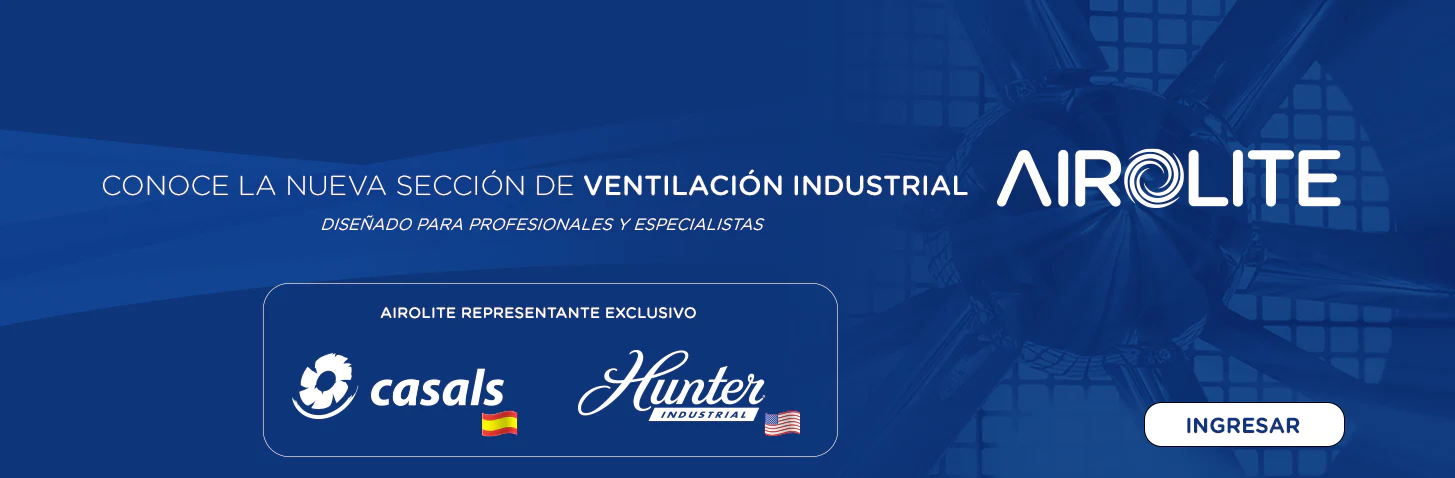 CONOCE LA NUEVA SECCIÓN DE VENTILACIÓN INDUSTRIAL
AIROLITE
DISEÑADO PARA PROFESIONALES Y ESPECIALISTAS
AIROLITE REPRESENTANTE EXCLUSIVO
casals
Hunter
INDUSTRIAL
INGRESAR